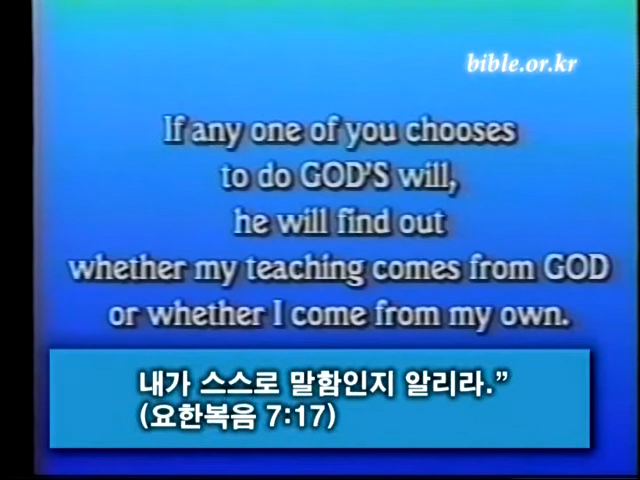 bible.or.kr
If any one of you chooses
to do GOD'S will,
he will find out
whether my teaching comes from GOD
or whether I come from my own.
내가 스스로 말함인지 알리라.”
(요한복음 7:17)